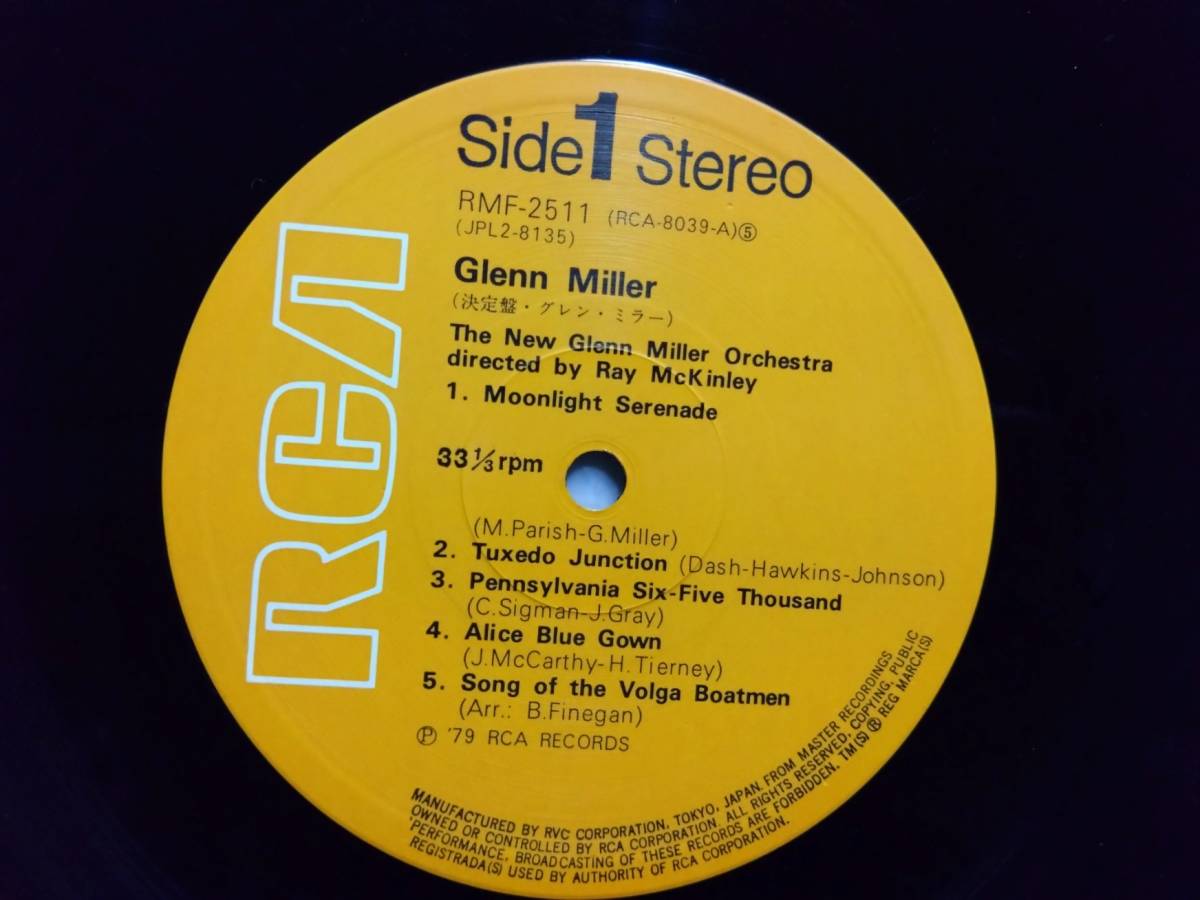 RCA
Side 1 Stereo
RMF-2511 (RCA-8039-A)⑤
(JPL2-8135)
Glenn Miller
(決定盤・グレン・ミラー)
The New Glenn Miller Orchestra
directed by Ray McKinley
1. Moonlight Serenade
33 1/3 rpm
(M.Parish-G.Miller)
2. Tuxedo Junction (Dash-Hawkins-Johnson)
3. Pennsylvania Six-Five Thousand
(C.Sigman-J.Gray)
4. Alice Blue Gown
(J.McCarthy-H.Tierney)
5. Song of the Volga Boatmen
(Arr.: B.Finegan)
Ⓟ '79 RCA RECORDS
MANUFACTURED BY RVC CORPORATION, TOKYO, JAPAN. FROM MASTER RECORDINGS
OWNED OR CONTROLLED BY RCA CORPORATION. ALL RIGHTS RESERVED, COPYING, PUBLIC
PERFORMANCE, BROADCASTING OF THESE RECORDS ARE FORBIDDEN. TM(S) ® REG MARCA(S)
REGISTRADA(S) USED BY AUTHORITY OF RCA CORPORATION.